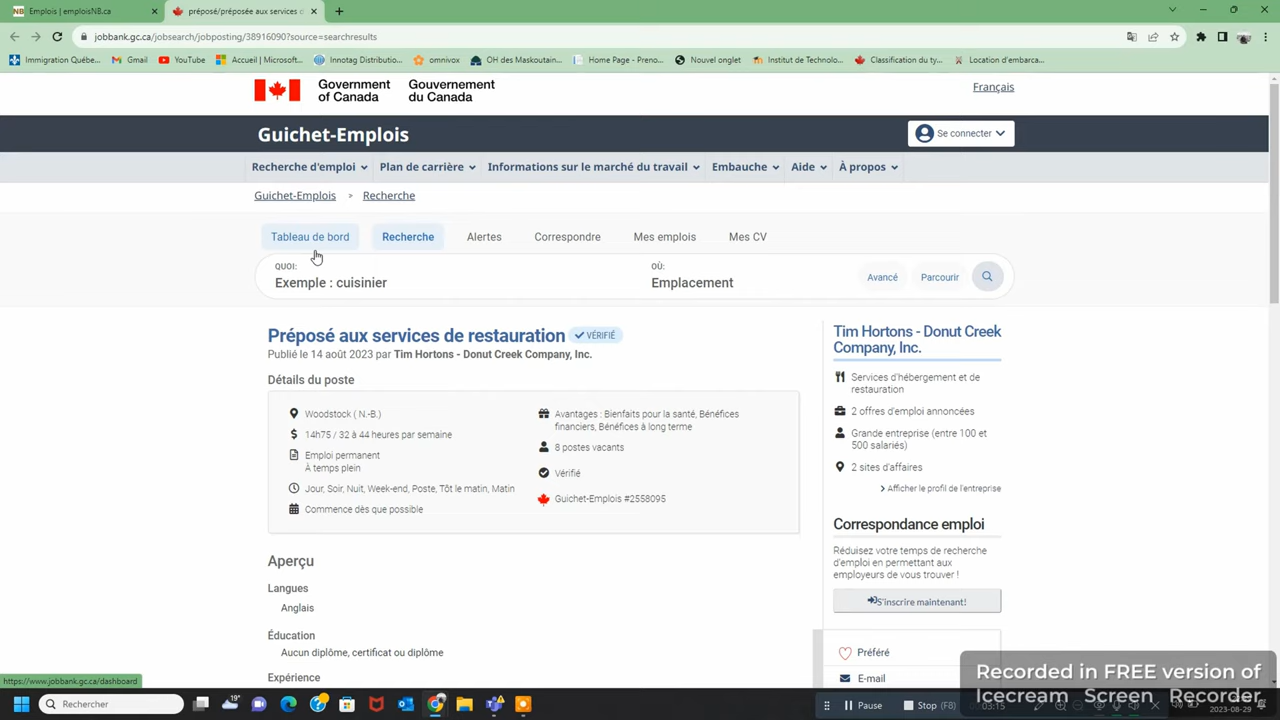 Emplois | emploisNB.ca
préposé/préposée aux services d
jobbank.gc.ca/jobsearch/jobposting/38916090?source=searchresults
Immigration Québe...
Gmail
YouTube
Accueil | Microsoft...
Innotag Distributio...
omnivox
OH des Maskoutain...
Home Page - Preno...
Nouvel onglet
Institut de Technolo...
Classification du ty...
Location d'embarca...
Government of Canada
Gouvernement du Canada
Français
Guichet-Emplois
Se connecter
Recherche d'emploi
Plan de carrière
Informations sur le marché du travail
Embauche
Aide
À propos
Guichet-Emplois > Recherche
Tableau de bord
Recherche
Alertes
Correspondre
Mes emplois
Mes CV
QUOI:
Exemple : cuisinier
OÙ:
Emplacement
Avancé
Parcourir
Préposé aux services de restauration
VÉRIFIÉ
Publié le 14 août 2023 par Tim Hortons - Donut Creek Company, Inc.
Détails du poste
Woodstock ( N.-B.)
14h75 / 32 à 44 heures par semaine
Emploi permanent
À temps plein
Jour, Soir, Nuit, Week-end, Poste, Tôt le matin, Matin
Commence dès que possible
Avantages : Bienfaits pour la santé, Bénéfices
financiers, Bénéfices à long terme
8 postes vacants
Vérifié
Guichet-Emplois #2558095
Aperçu
Langues
Anglais
Éducation
Aucun diplôme, certificat ou diplôme
Expérience
Tim Hortons - Donut Creek
Company, Inc.
Services d'hébergement et de
restauration
2 offres d'emploi annoncées
Grande entreprise (entre 100 et
500 salariés)
2 sites d'affaires
> Afficher le profil de l'entreprise
Correspondance emploi
Réduisez votre temps de recherche
d'emploi en permettant aux
employeurs de vous trouver !
S'inscrire maintenant!
Préféré
E-mail
https://www.jobbank.gc.ca/dashboard
Recorded in FREE version of
Icecream Screen Recorder
Rechercher
19°
Pause
Stop (F8)
03:15
2023-08-29